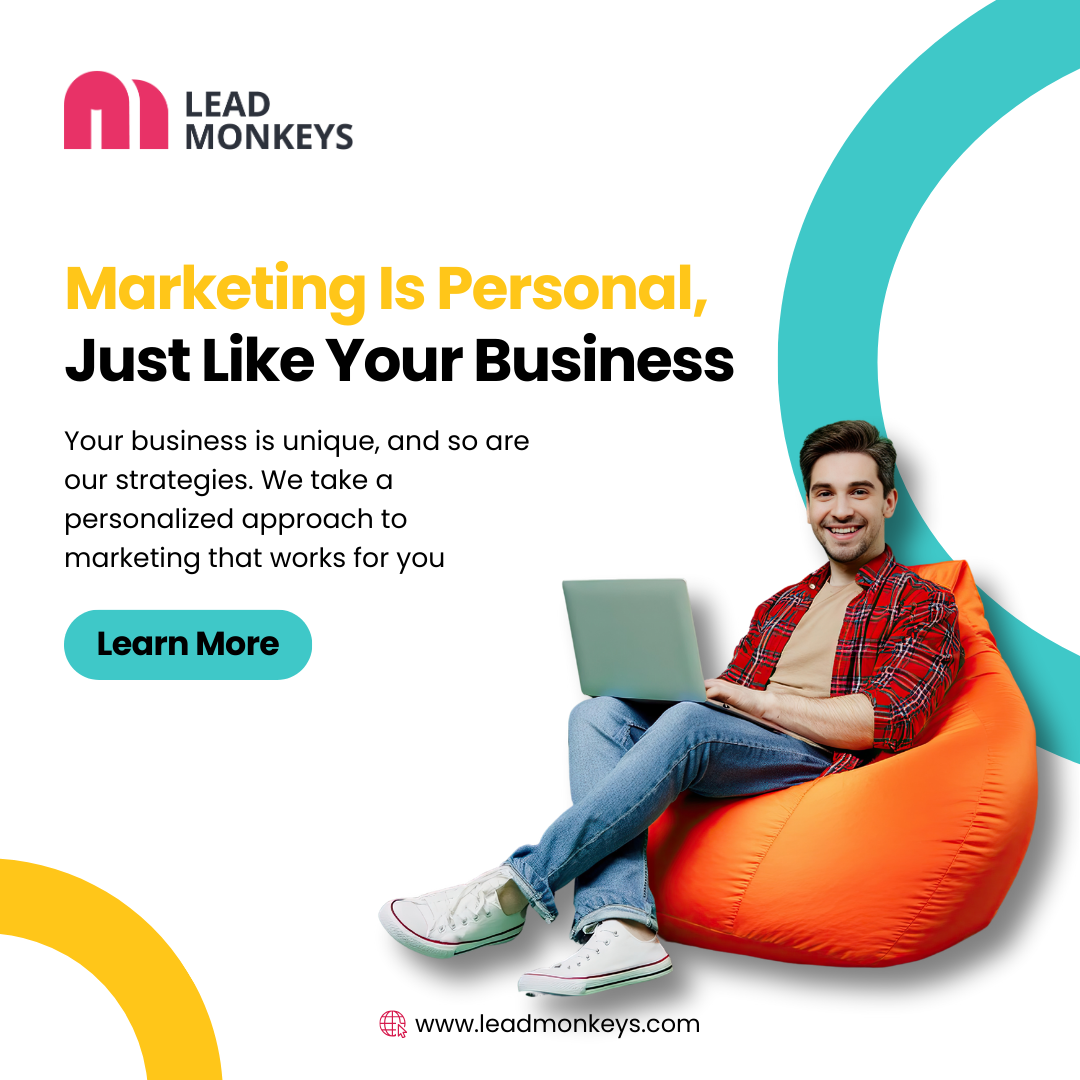 LEAD
MONKEYS
Marketing Is Personal,
Just Like Your Business
Your business is unique, and so are
our strategies. We take a
personalized approach to
marketing that works for you
Learn More
www.leadmonkeys.com